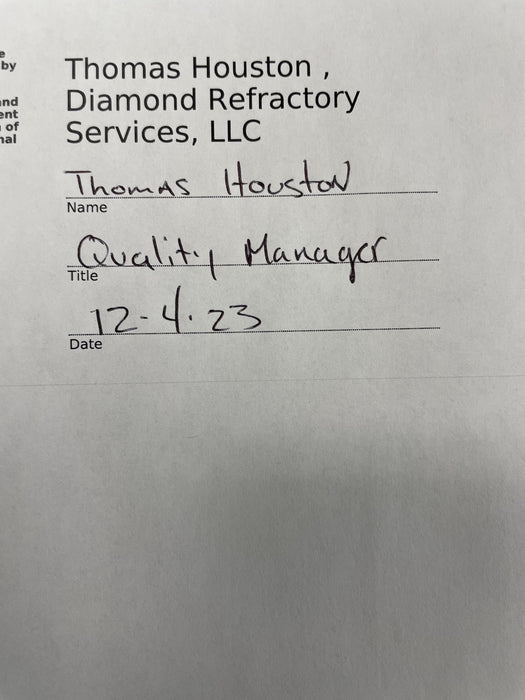 e
by
and
ent
of
nal
Thomas Houston ,
Diamond Refractory
Services, LLC
Thomas Houston
Name
Quality Manager
Title
12-4-23
Date